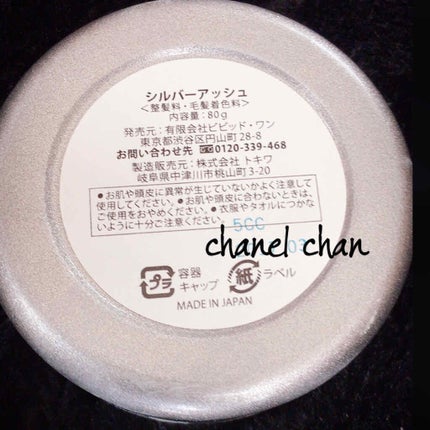 シルバーアッシュ
<整髪料・毛髪着色料>
内容量:80g
発売元:有限会社ビビッド・ワン
東京都渋谷区円山町28-8
お問い合わせ先 0120-339-468
製造販売元:株式会社 トキワ
岐阜県中津川市桃山町3-20
●お肌や頭皮に異常が生じていないかよく注意して
使用してください。●お肌や頭皮に合わないときは、
ご使用をおやめください。●衣服やタオルにつかな
いように十分ご注意ください。
5CC
03
chanel chan
プラ 容器 キャップ
紙 ラベル
MADE IN JAPAN